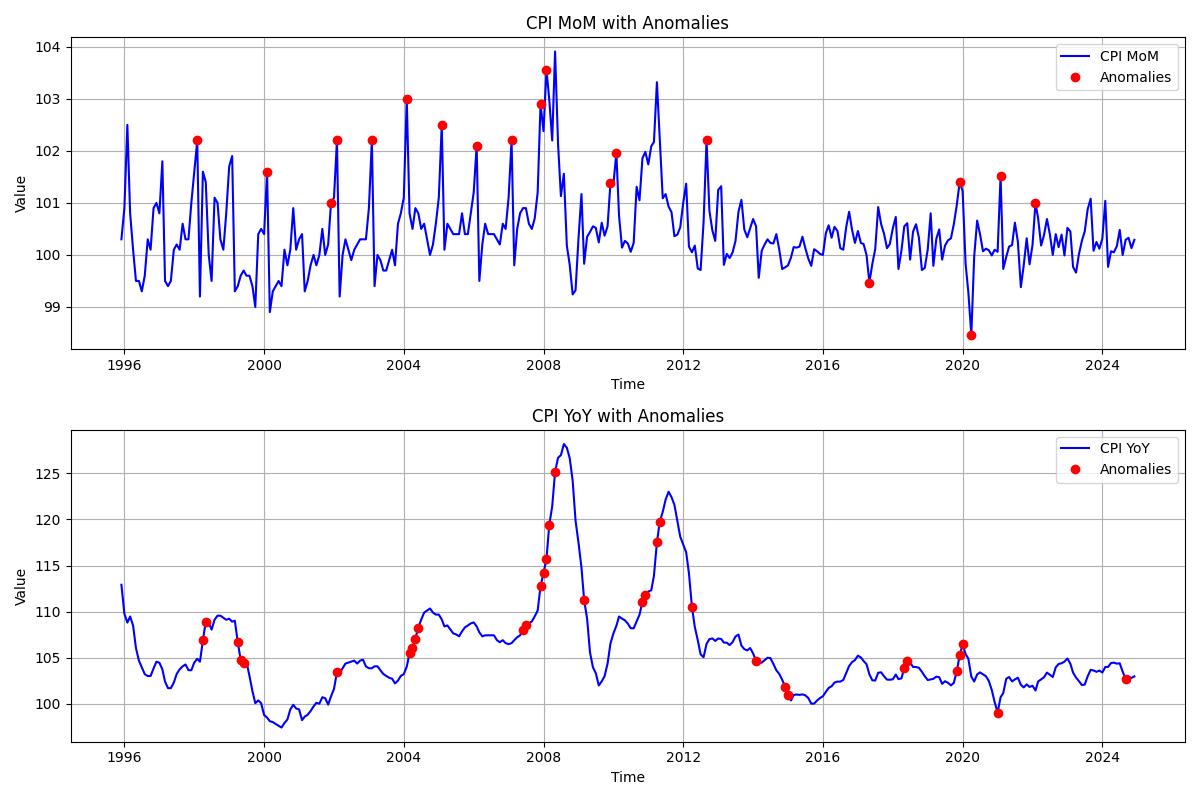 CPI MoM with Anomalies
CPI MoM
Anomalies
Value
104
103
102
101
100
99
1996 2000 2004 2008 2012 2016 2020 2024
Time
CPI YoY with Anomalies
CPI YoY
Anomalies
Value
125
120
115
110
105
100
1996 2000 2004 2008 2012 2016 2020 2024
Time